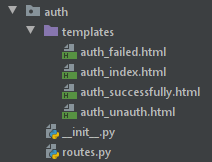 auth
templates
auth_failed.html
auth_index.html
auth_successfully.html
auth_unauth.html
__init__.py
routes.py